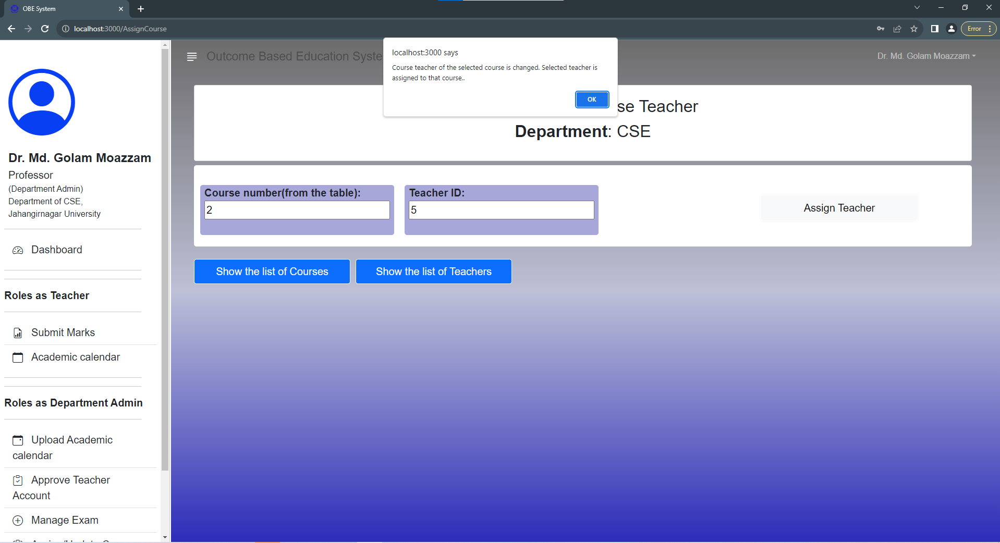 OBE System
localhost:3000/AssignCourse
Error
localhost:3000 says
Course teacher of the selected course is changed. Selected teacher is
assigned to that course..
OK
Outcome Based Education Syste
Dr. Md. Golam Moazzam
se Teacher
Department: CSE
Dr. Md. Golam Moazzam
Professor
(Department Admin)
Department of CSE,
Jahangirnagar University
Dashboard
Roles as Teacher
Submit Marks
Academic calendar
Roles as Department Admin
Upload Academic
calendar
Approve Teacher
Account
Manage Exam
Course number(from the table):
2
Teacher ID:
5
Assign Teacher
Show the list of Courses
Show the list of Teachers